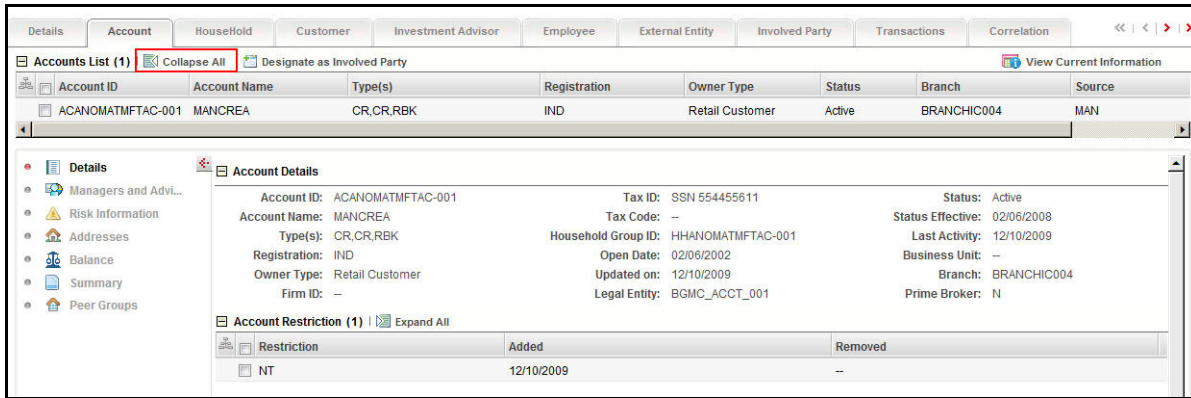 Details Account HouseHold Customer Investment Advisor Employee External Entity Involved Party Transactions Correlation
Accounts List (1) Collapse All Designate as Involved Party View Current Information
Account ID Account Name Type(s) Registration Owner Type Status Branch Source
ACANOMATMFTAC-001 MANCREA CR,CR,RBK IND Retail Customer Active BRANCHIC004 MAN
Details
Managers and Advi...
Risk Information
Addresses
Balance
Summary
Peer Groups
Account Details
Account ID: ACANOMATMFTAC-001 Tax ID: SSN 554455611 Status: Active
Account Name: MANCREA Tax Code: -- Status Effective: 02/06/2008
Type(s): CR,CR,RBK Household Group ID: HHANOMATMFTAC-001 Last Activity: 12/10/2009
Registration: IND Open Date: 02/06/2002 Business Unit: --
Owner Type: Retail Customer Updated on: 12/10/2009 Branch: BRANCHIC004
Firm ID: -- Legal Entity: BGMC_ACCT_001 Prime Broker: N
Account Restriction (1) | Expand All
Restriction Added Removed
NT 12/10/2009 --